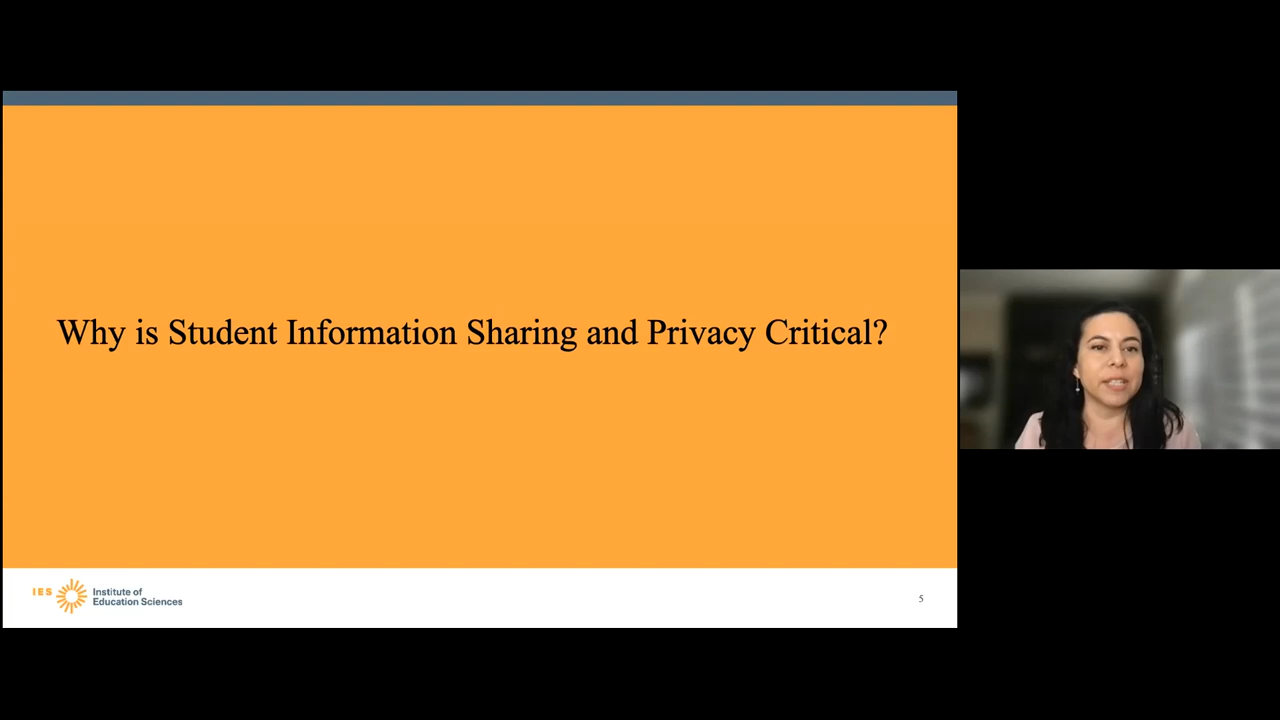 Why is Student Information Sharing and Privacy Critical?
IES
Institute of
Education Sciences
5